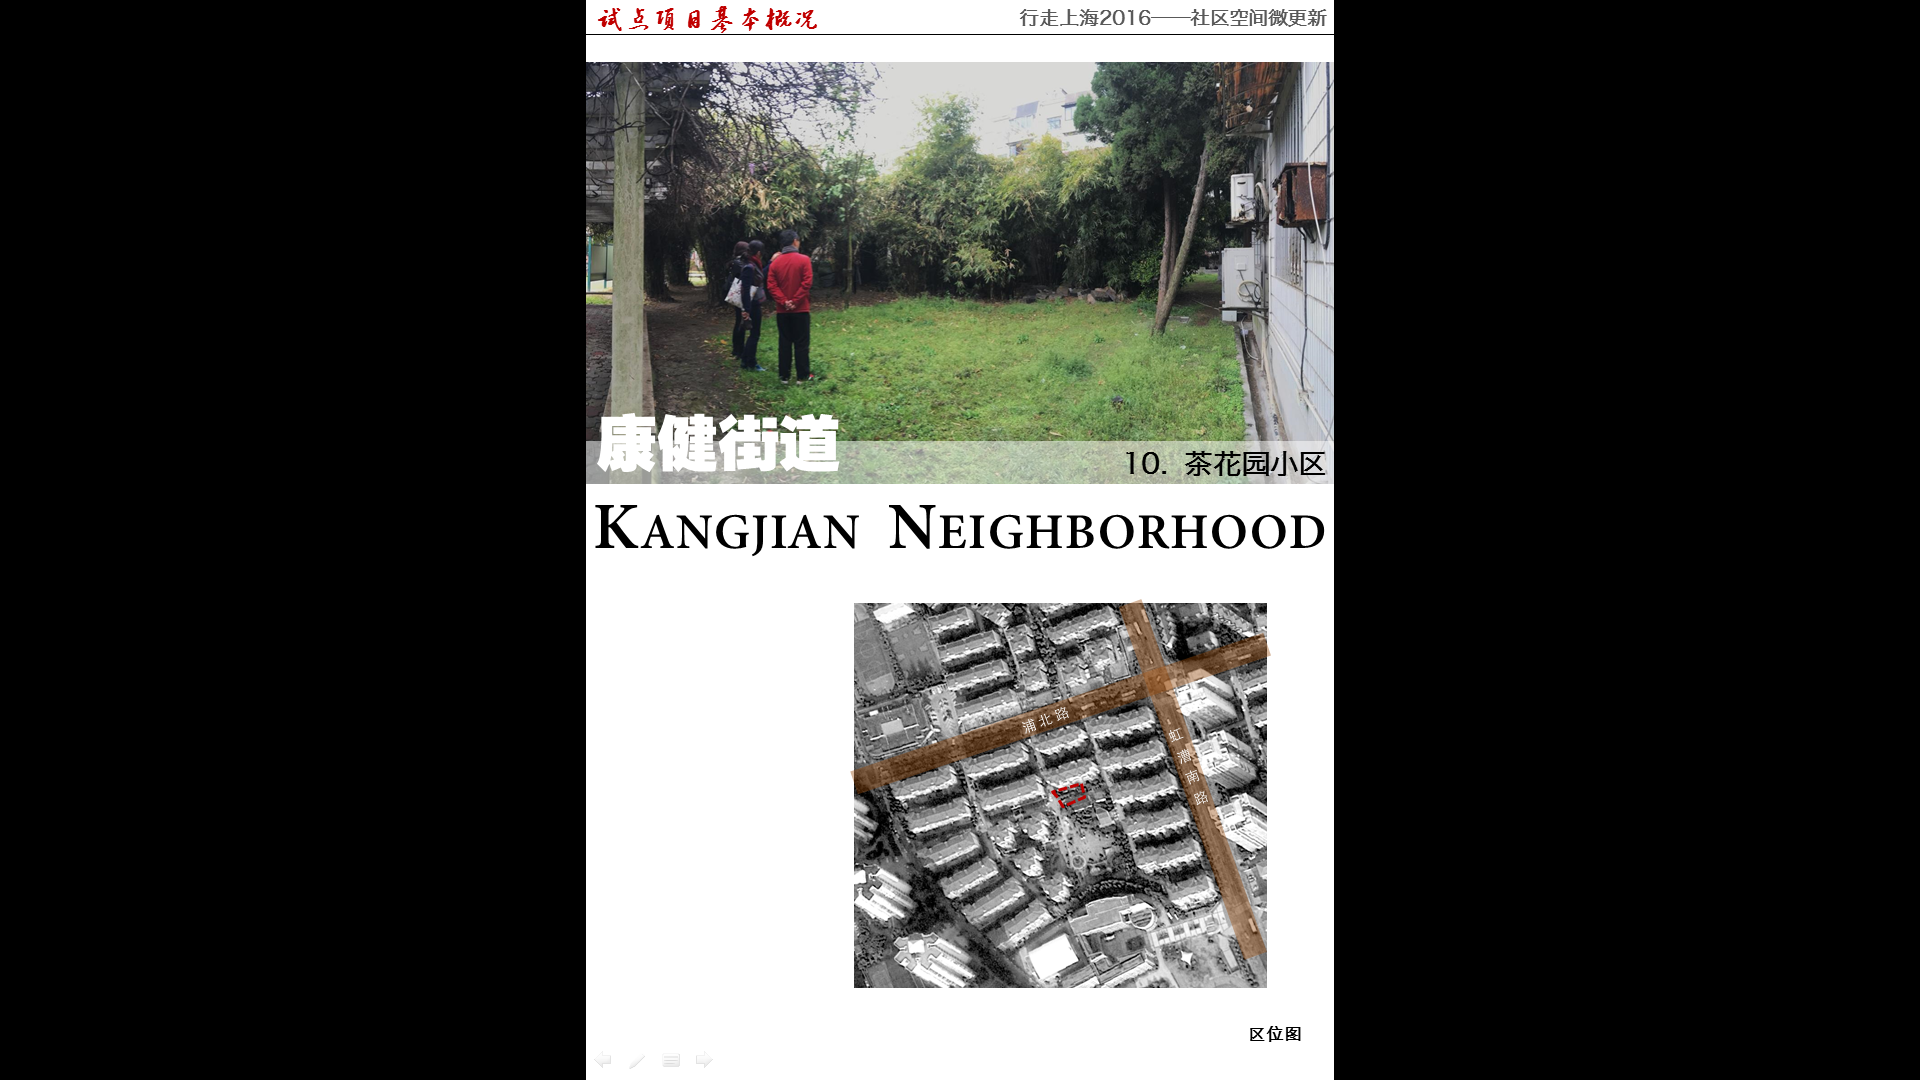 试点项目基本概况
行走上海2016——社区空间微更新
康健街道
10. 茶花园小区
KANGJIAN NEIGHBORHOOD
浦北路
虹漕南路
区位图